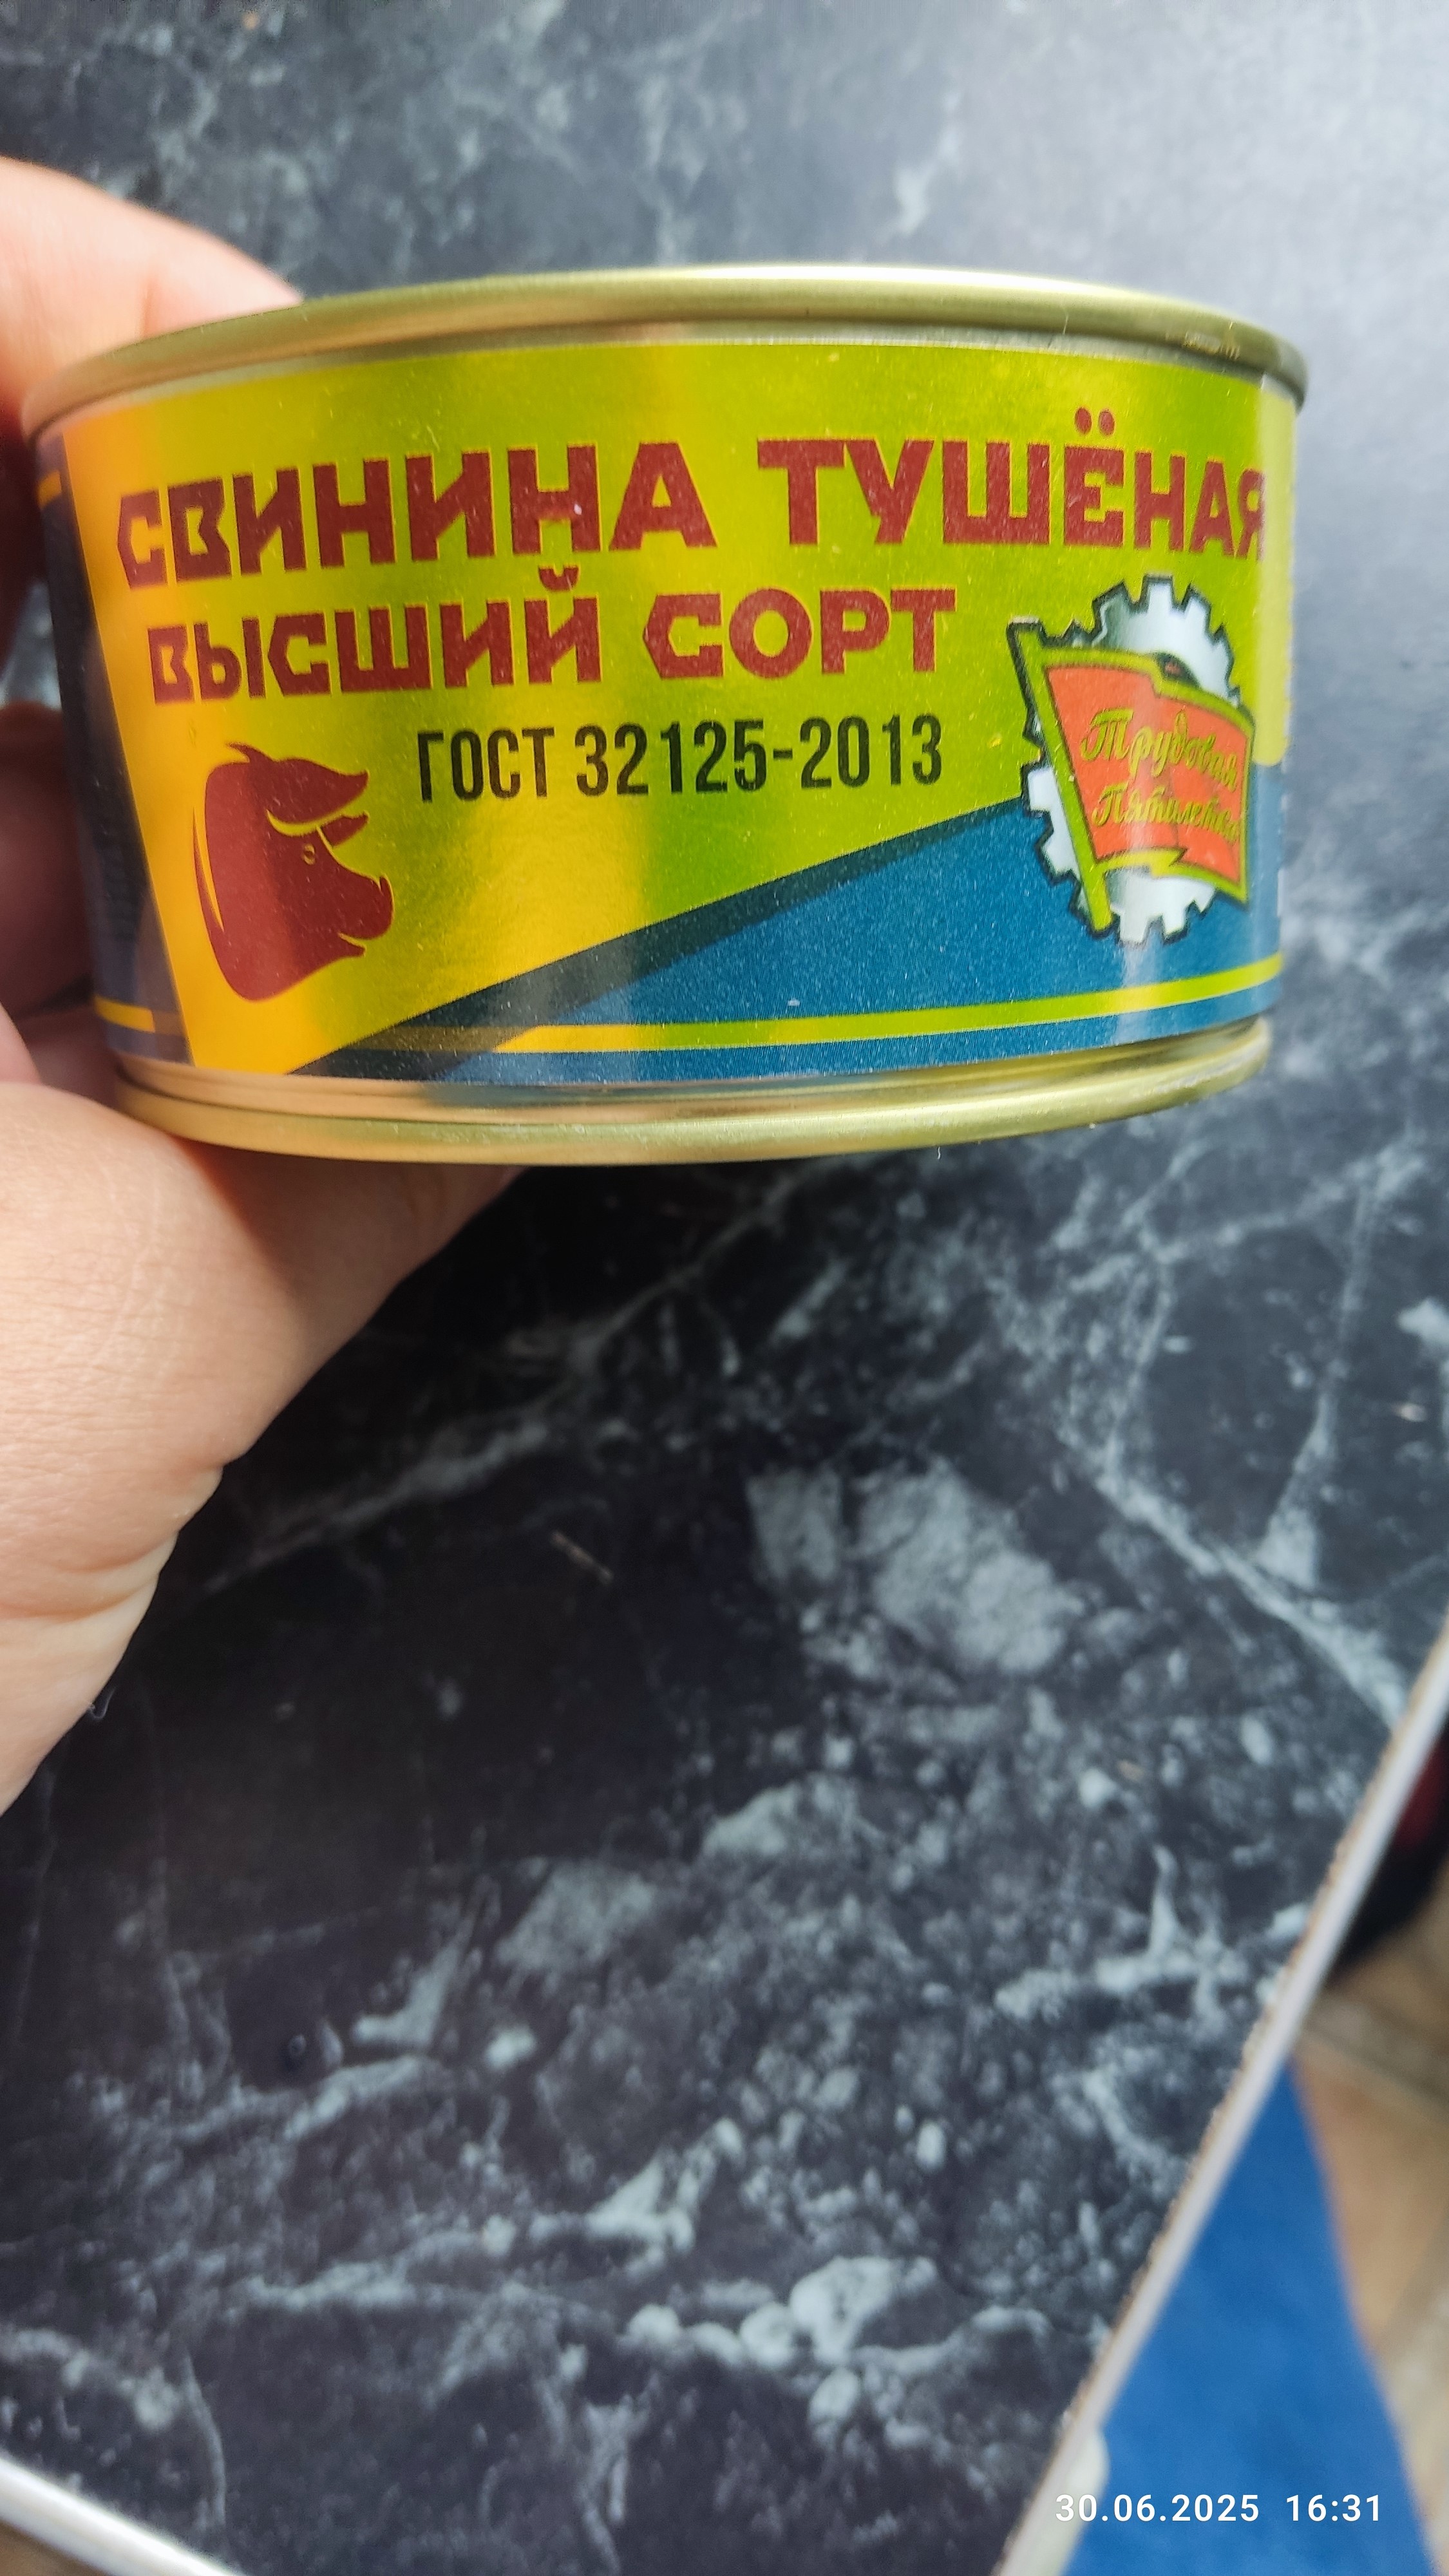 СВИНИНА ТУШЁНАЯ
ВЫСШИЙ СОРТ
ГОСТ 32125-2013
Трудовая
Пятилетка
30.06.2025 16:31